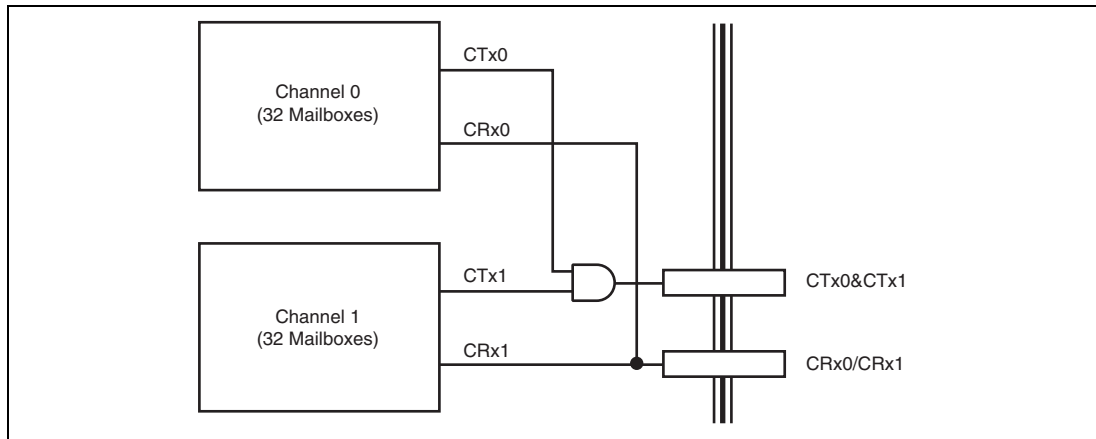 CTx0
Channel 0
(32 Mailboxes)
CRx0
CTx1
CTx0&CTx1
Channel 1
(32 Mailboxes)
CRx1
CRx0/CRx1